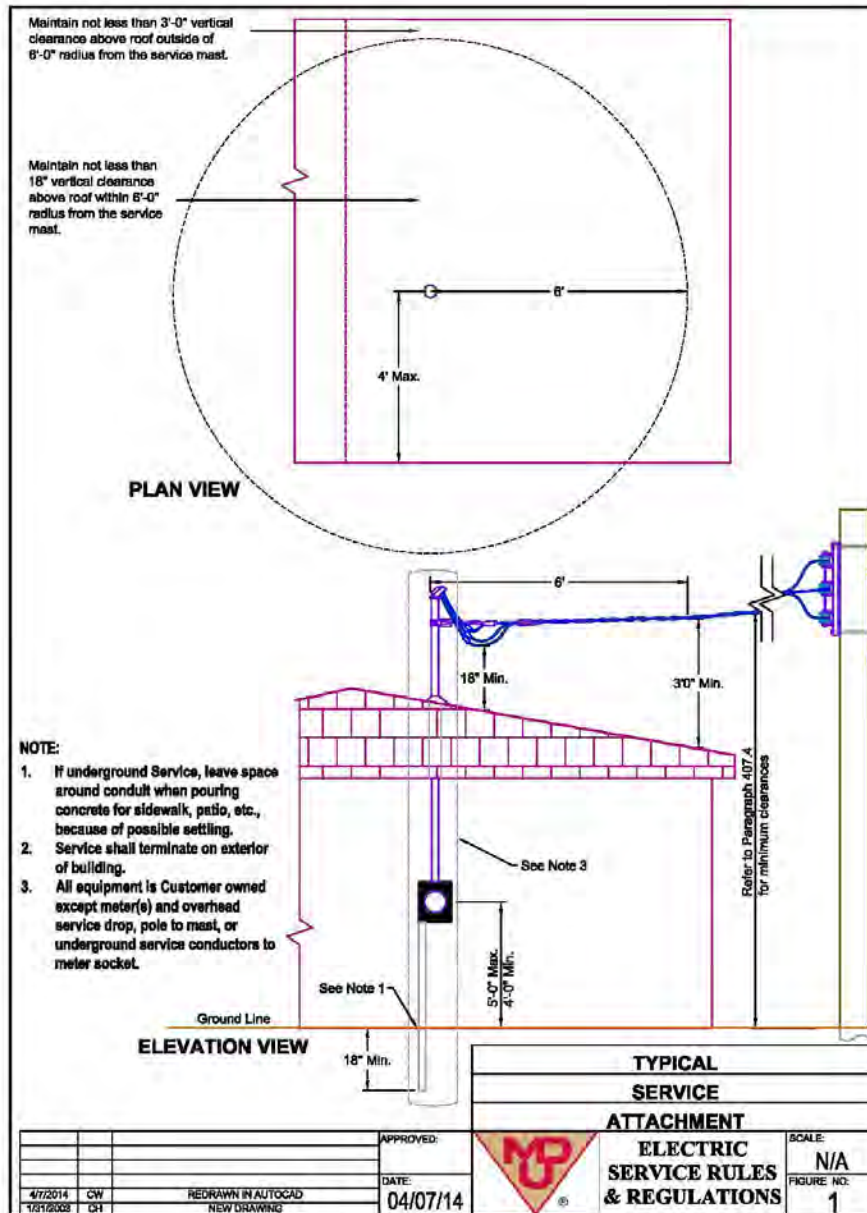 Maintain not less than 3'-0" vertical
clearance above roof outside of
6'-0" radius from the service mast.
Maintain not less than
18" vertical clearance
above roof within 6'-0"
radius from the service
mast.
6'
4' Max.
PLAN VIEW
6'
18" Min.
3'0" Min.
Refer to Paragraph 407.4
for minimum clearances
NOTE:
1. If underground Service, leave space
around conduit when pouring
concrete for sidewalk, patio, etc.,
because of possible settling.
2. Service shall terminate on exterior
of building.
3. All equipment is Customer owned
except meter(s) and overhead
service drop, pole to mast, or
underground service conductors to
meter socket.
See Note 3
5'-0" Max.
4'-0" Min.
See Note 1
Ground Line
ELEVATION VIEW
18" Min.
TYPICAL
SERVICE
ATTACHMENT
APPROVED:
DATE:
04/07/14
4/7/2014 CW REDRAWN IN AUTOCAD
1/31/2003 CH NEW DRAWING
MPU
®
ELECTRIC
SERVICE RULES
& REGULATIONS
SCALE:
N/A
FIGURE NO:
1